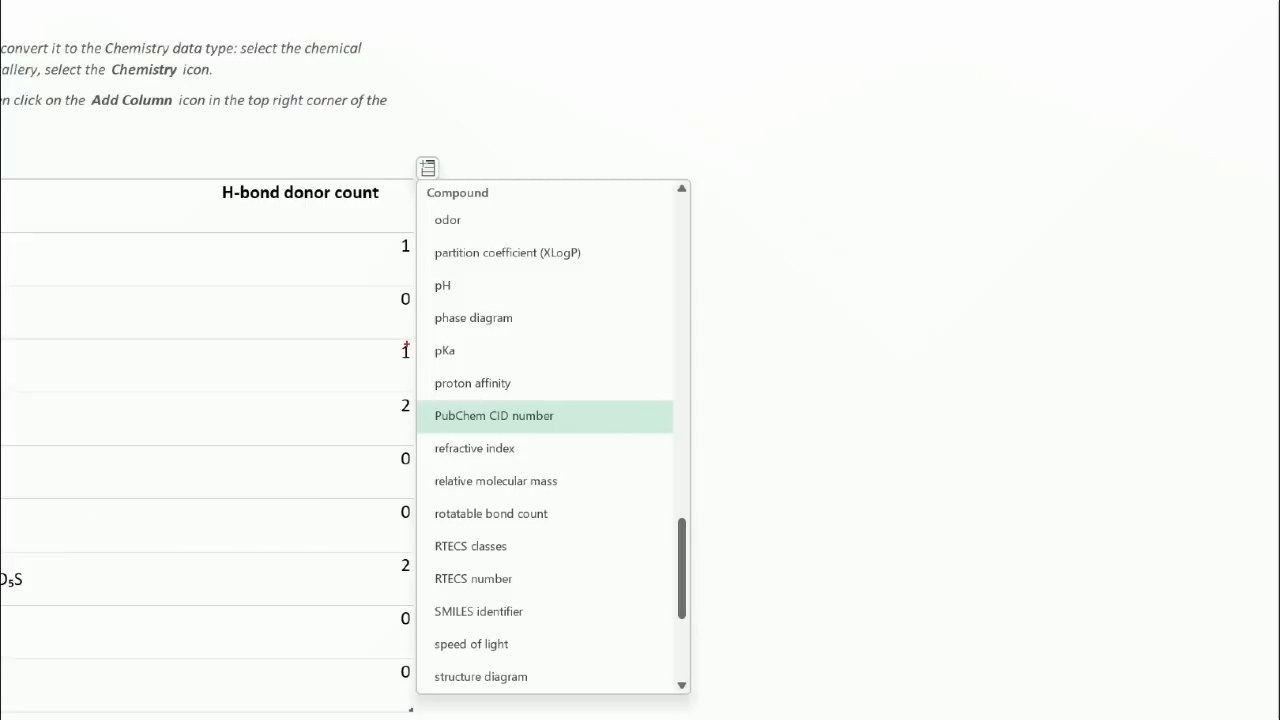 convert it to the Chemistry data type: select the chemical
allery, select the Chemistry icon.
en click on the Add Column icon in the top right corner of the
H-bond donor count
1
0
1
2
0
0
2
0
0
O₅S
Compound
odor
partition coefficient (XLogP)
pH
phase diagram
pKa
proton affinity
PubChem CID number
refractive index
relative molecular mass
rotatable bond count
RTECS classes
RTECS number
SMILES identifier
speed of light
structure diagram